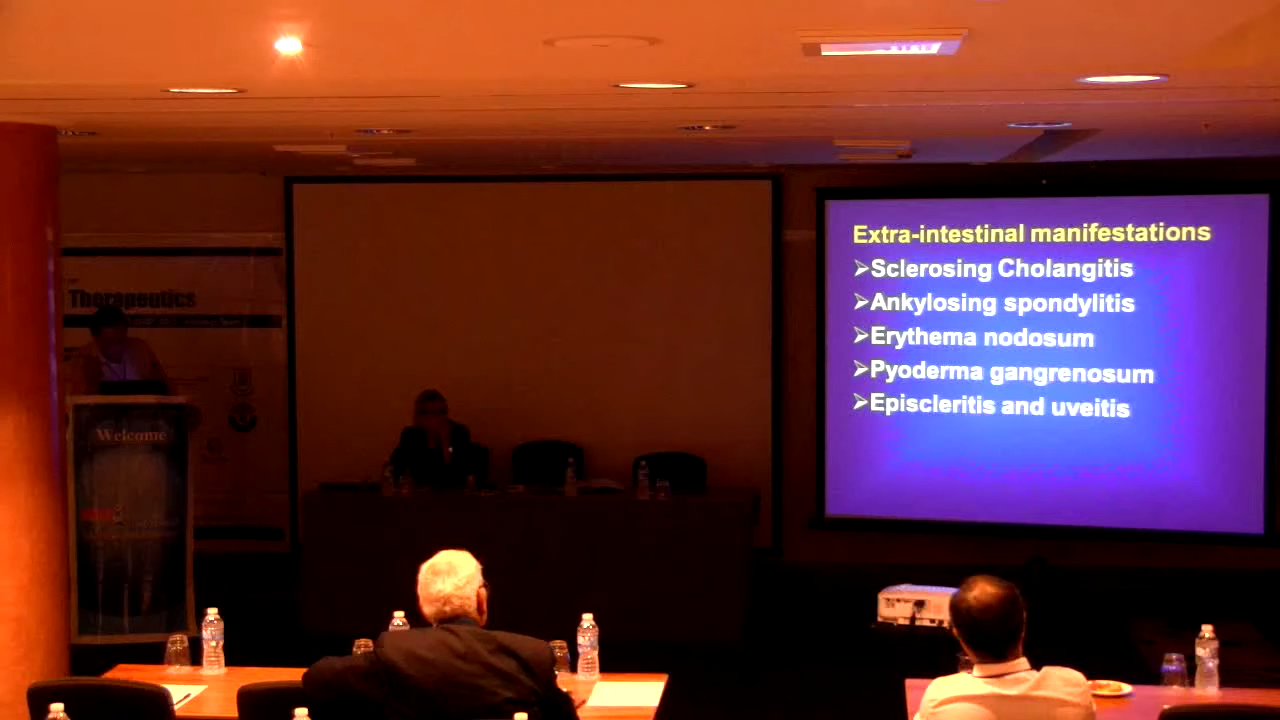 Therapeutics
Welcome
Extra-intestinal manifestations
➢Sclerosing Cholangitis
➢Ankylosing spondylitis
➢Erythema nodosum
➢Pyoderma gangrenosum
➢Episcleritis and uveitis